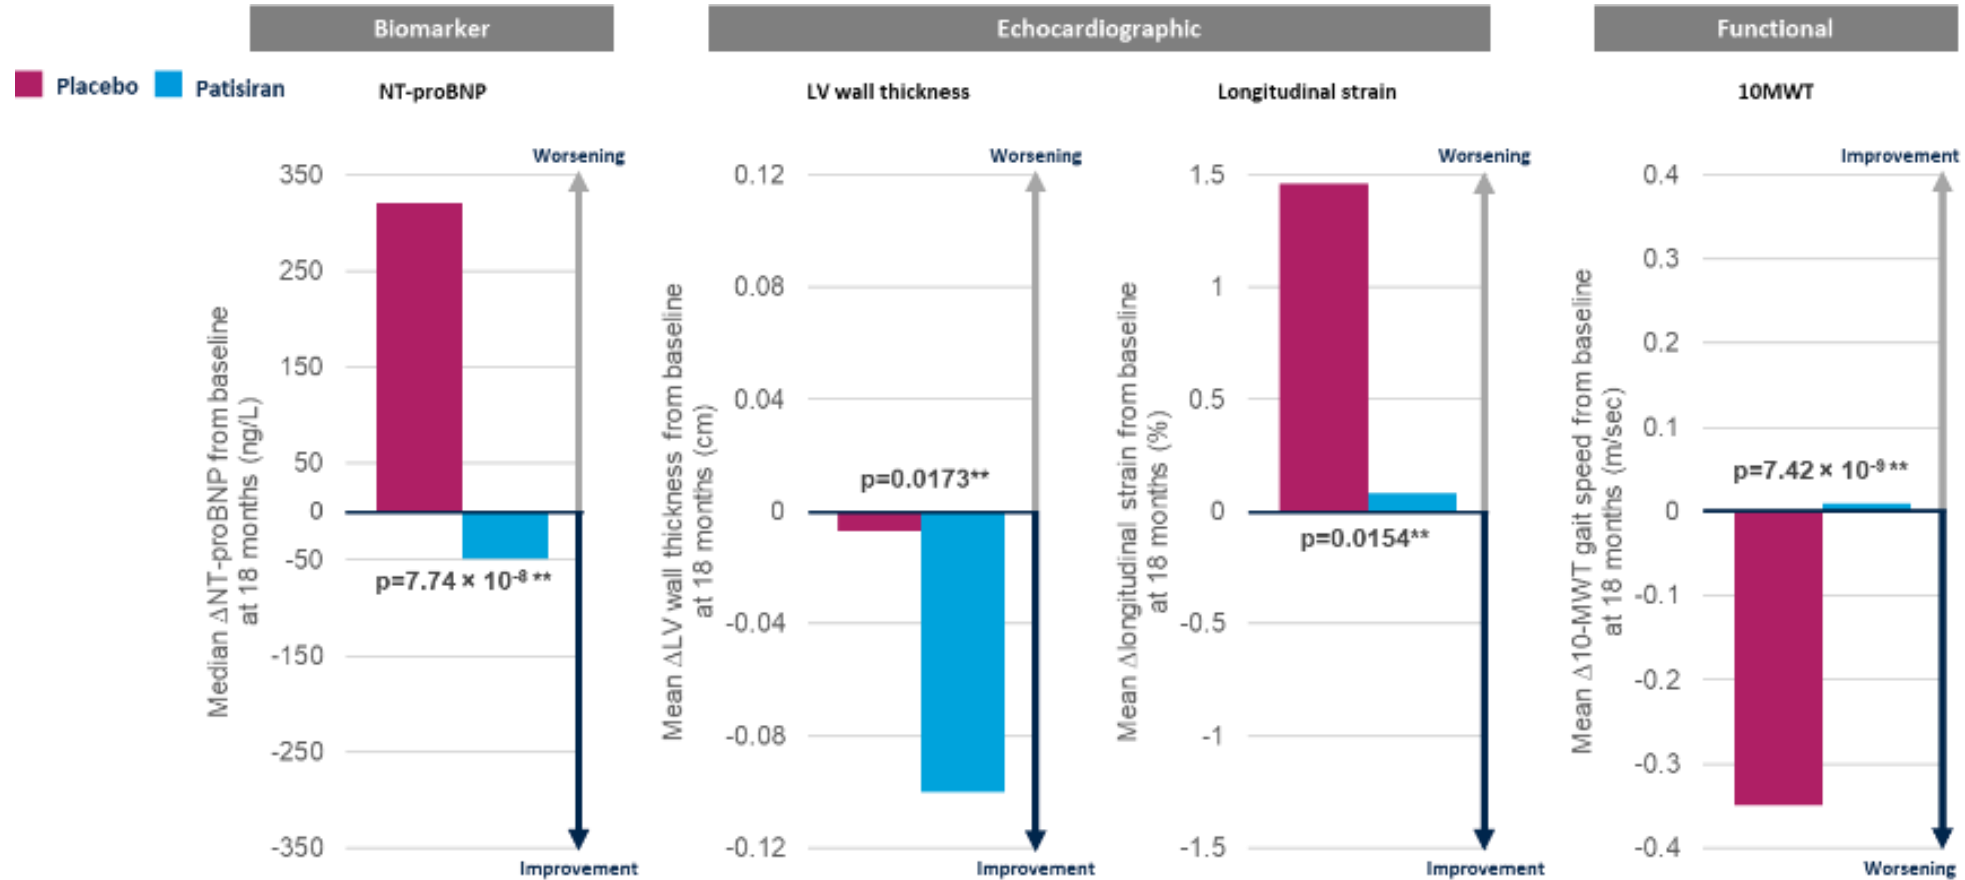 Biomarker
Echocardiographic
Functional
Placebo
Patisiran
NT-proBNP
LV wall thickness
Longitudinal strain
10MWT
Median ΔNT-proBNP from baseline
at 18 months (ng/L)
350
250
150
50
0
-50
-150
-250
-350
Worsening
p=7.74 × 10⁻⁸ **
Improvement
Mean ΔLV wall thickness from baseline
at 18 months (cm)
0.12
0.08
0.04
0
-0.04
-0.08
-0.12
Worsening
p=0.0173**
Improvement
Mean Δlongitudinal strain from baseline
at 18 months (%)
1.5
1
0.5
0
-0.5
-1
-1.5
Worsening
p=0.0154**
Improvement
Mean Δ10-MWT gait speed from baseline
at 18 months (m/sec)
0.4
0.3
0.2
0.1
0
-0.1
-0.2
-0.3
-0.4
Improvement
p=7.42 × 10⁻⁹ **
Worsening